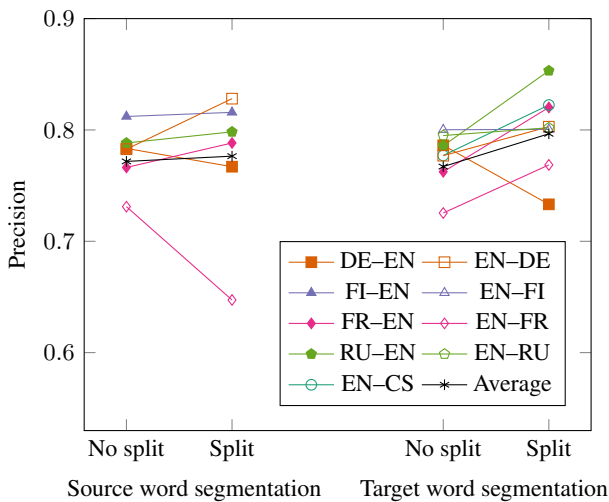 0.9
0.8
0.7
0.6
Precision
DE–EN EN–DE
FI–EN EN–FI
FR–EN EN–FR
RU–EN EN–RU
EN–CS Average
No split Split No split Split
Source word segmentation Target word segmentation